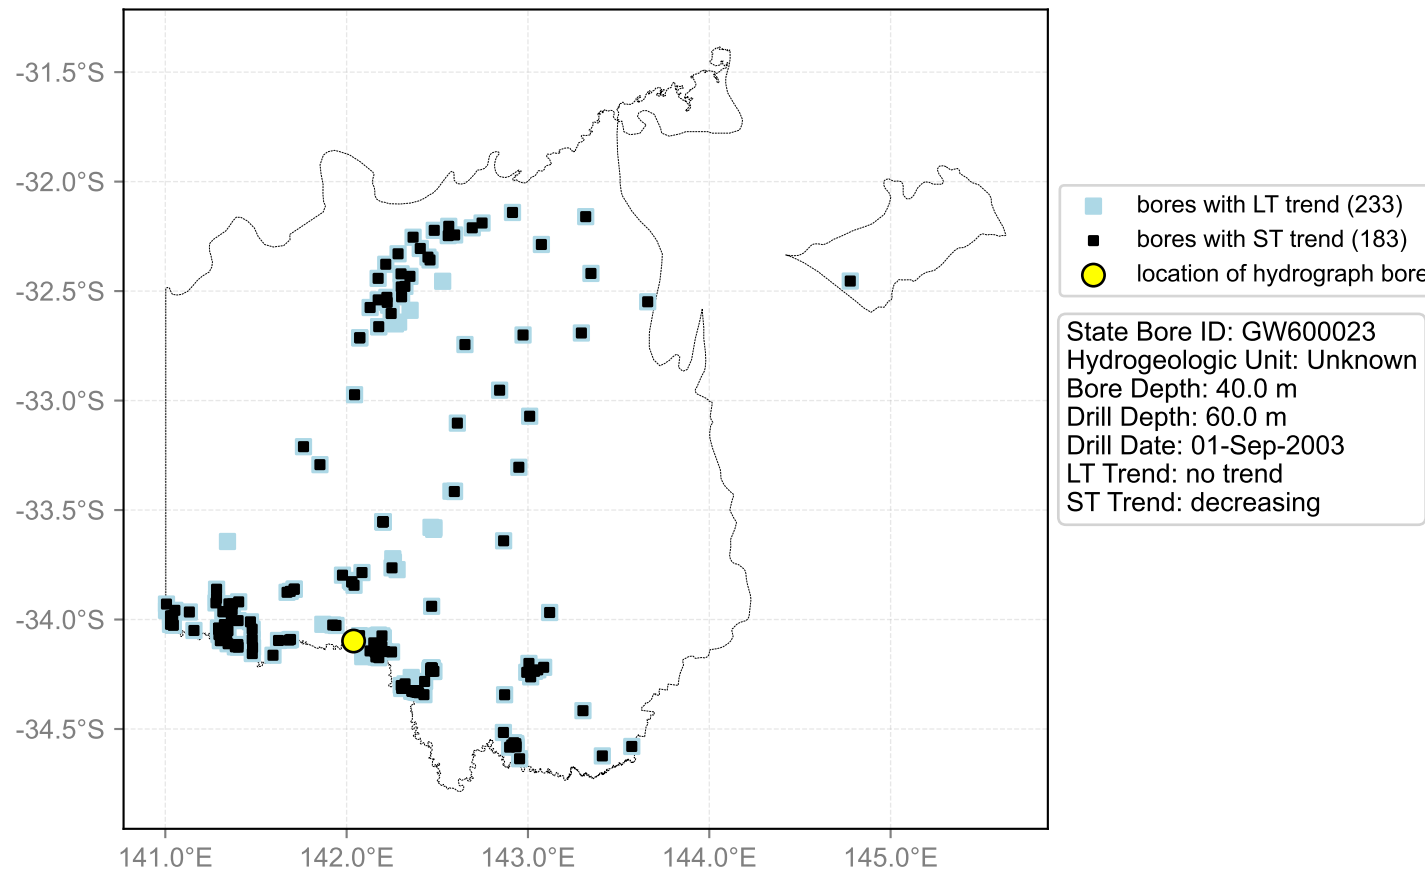 -31.5°S
-32.0°S
-32.5°S
-33.0°S
-33.5°S
-34.0°S
-34.5°S
141.0°E 142.0°E 143.0°E 144.0°E 145.0°E
bores with LT trend (233)
bores with ST trend (183)
location of hydrograph bore
State Bore ID: GW600023
Hydrogeologic Unit: Unknown
Bore Depth: 40.0 m
Drill Depth: 60.0 m
Drill Date: 01-Sep-2003
LT Trend: no trend
ST Trend: decreasing